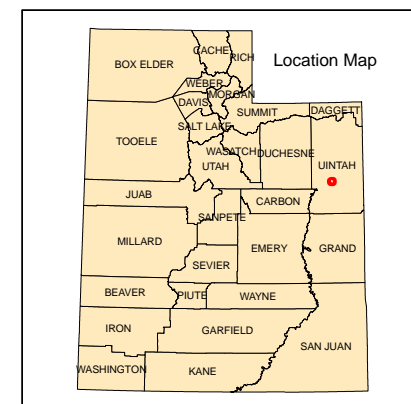 Location Map
CACHE
RICH
BOX ELDER
WEBER
MORGAN
DAVIS
SUMMIT
DAGGETT
SALT LAKE
TOOELE
WASATCH
DUCHESNE
UINTAH
UTAH
JUAB
CARBON
SANPETE
MILLARD
EMERY
GRAND
SEVIER
BEAVER
PIUTE
WAYNE
IRON
GARFIELD
SAN JUAN
WASHINGTON
KANE